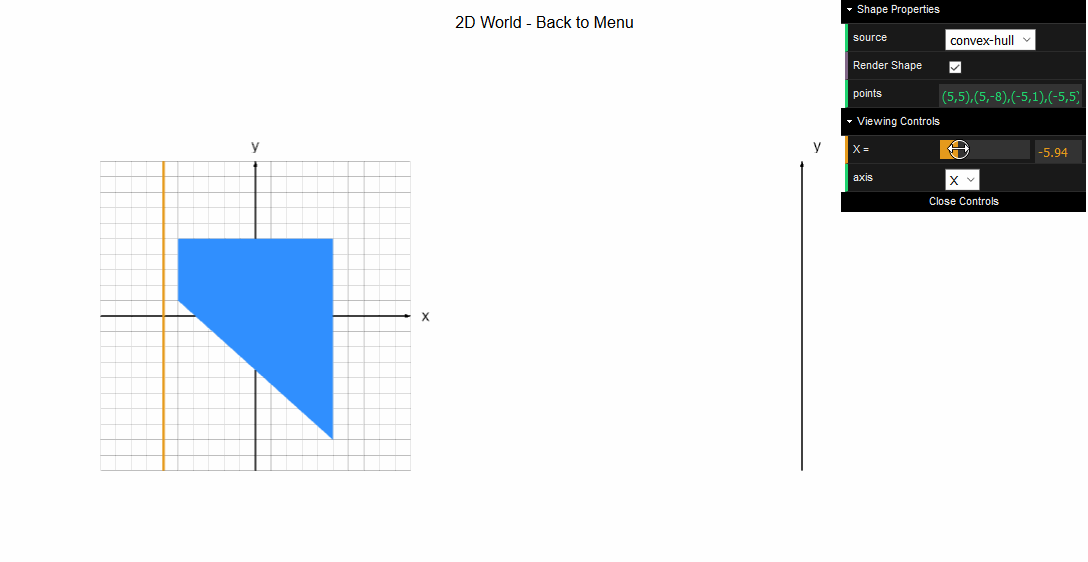 2D World - Back to Menu
Shape Properties
source convex-hull
Render Shape
points (5,5),(5,-8),(-5,1),(-5,5)
Viewing Controls
X = -5.94
axis X
Close Controls
y
x
y